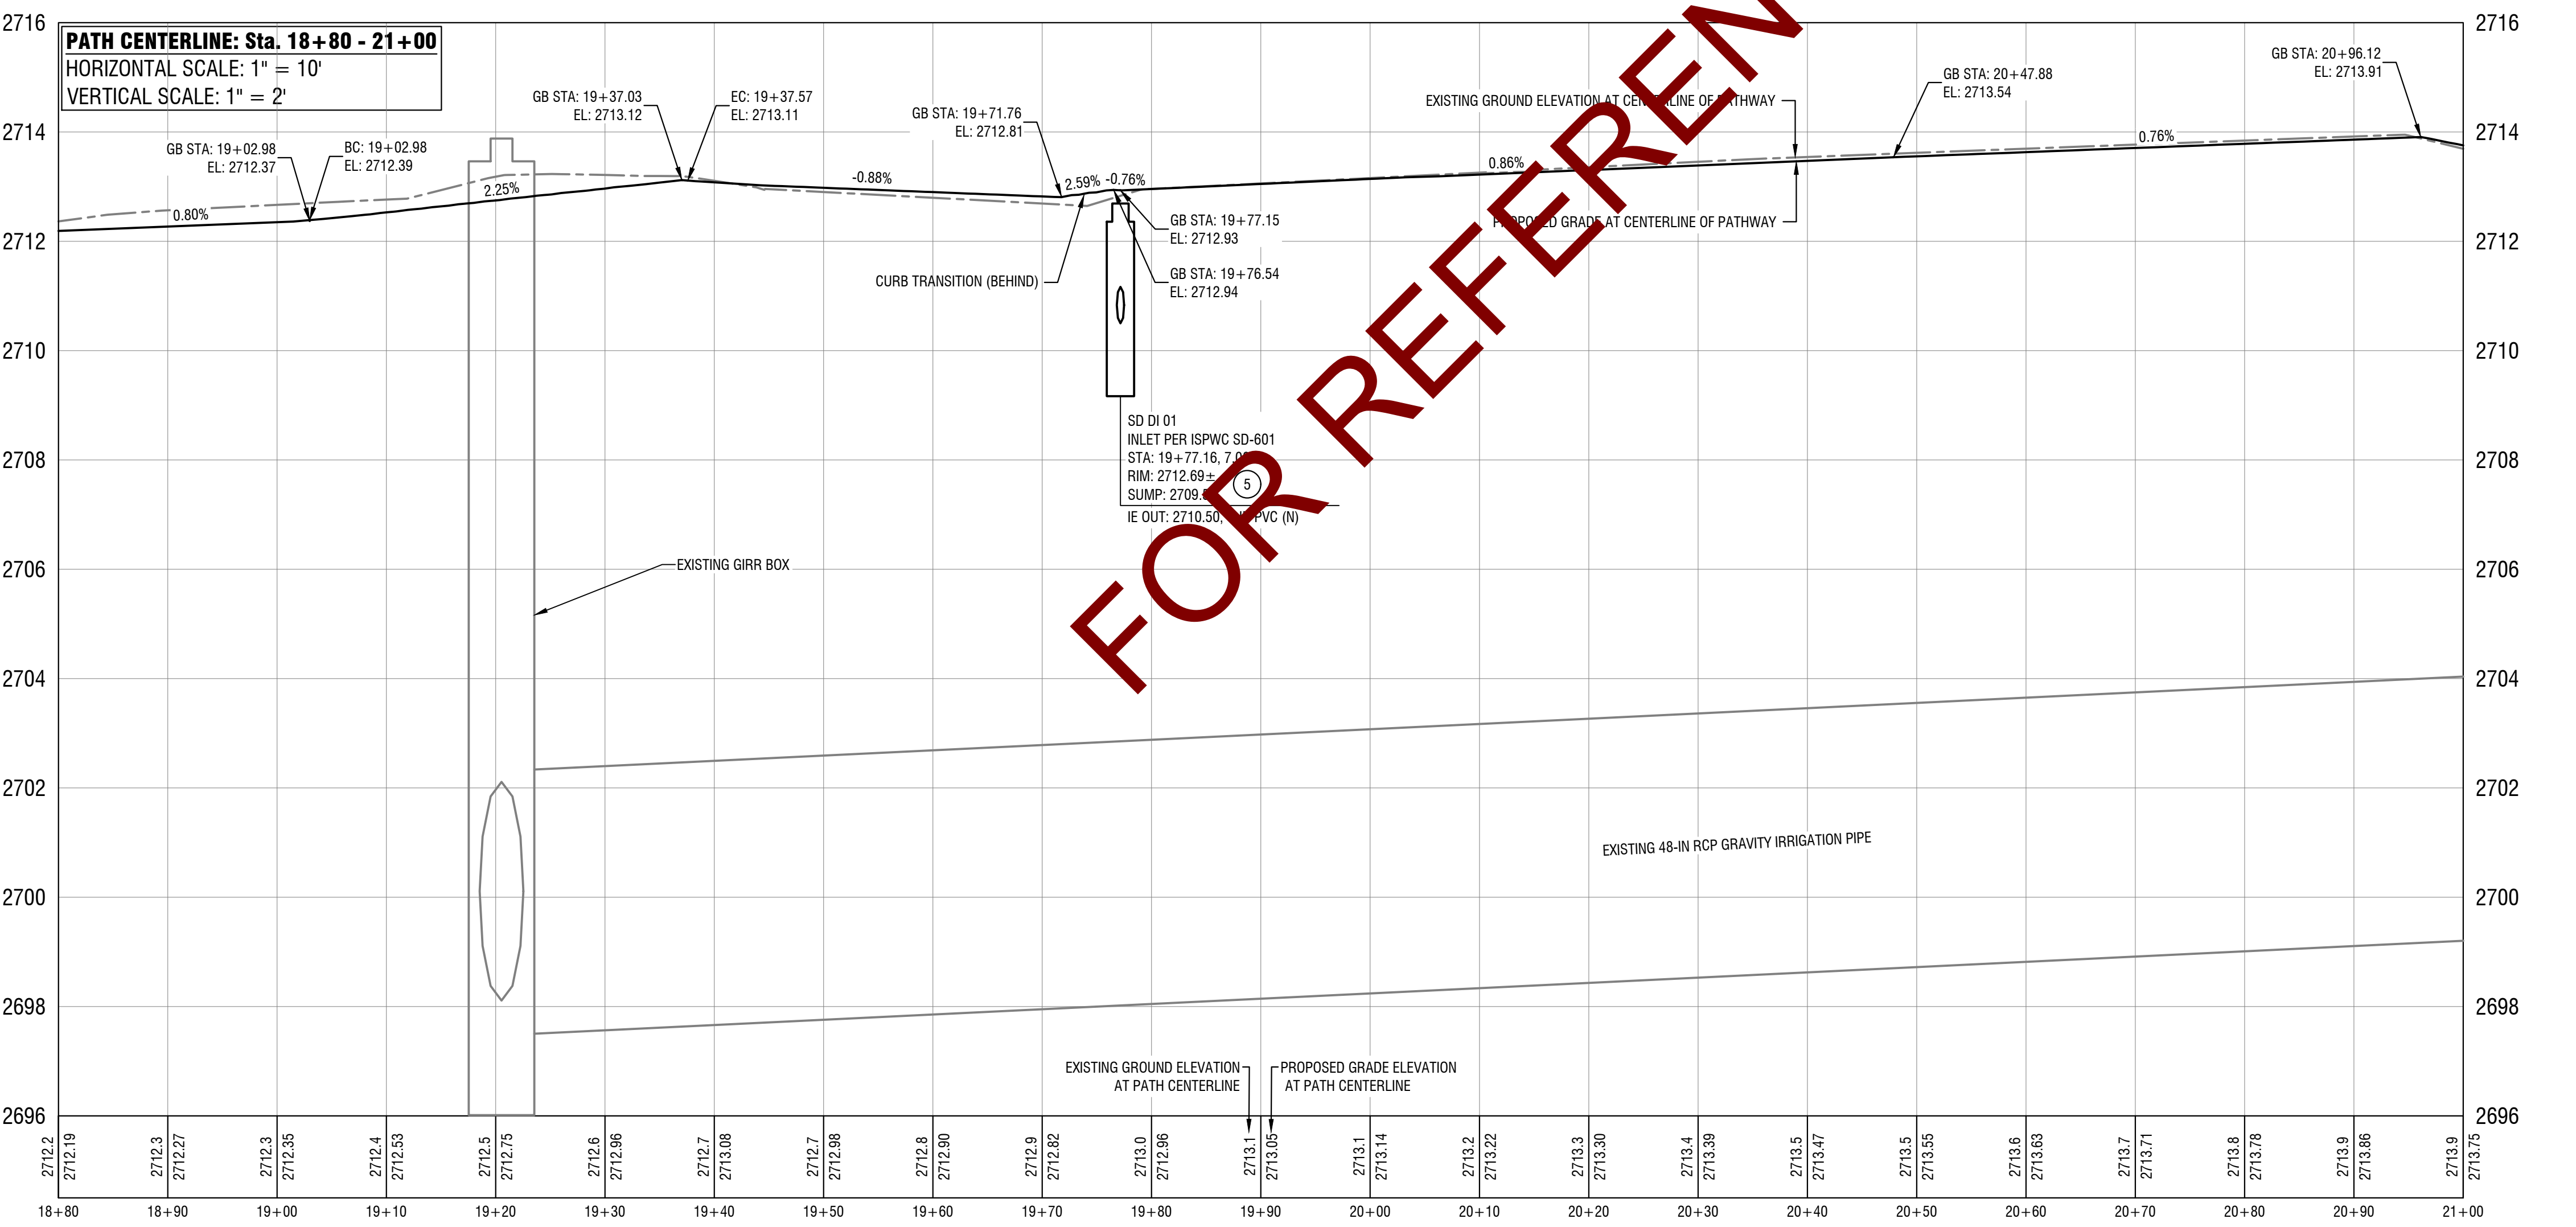 2716
2716
PATH CENTERLINE: Sta. 18+80 - 21+00
HORIZONTAL SCALE: 1" = 10'
VERTICAL SCALE: 1" = 2'
GB STA: 19+02.98
EL: 2712.37
BC: 19+02.98
EL: 2712.39
GB STA: 19+37.03
EL: 2713.12
EC: 19+37.57
EL: 2713.11
GB STA: 19+71.76
EL: 2712.81
EXISTING GROUND ELEVATION AT CENTERLINE OF PATHWAY
GB STA: 20+47.88
EL: 2713.54
GB STA: 20+96.12
EL: 2713.91
2714
2714
0.80%
2.25%
-0.88%
2.59%
-0.76%
0.86%
0.76%
GB STA: 19+77.15
EL: 2712.93
PROPOSED GRADE AT CENTERLINE OF PATHWAY
2712
2712
CURB TRANSITION (BEHIND)
GB STA: 19+76.54
EL: 2712.94
2710
2710
SD DI 01
INLET PER ISPWC SD-601
STA: 19+77.16,
RIM: 2712.69±
SUMP:
5
IE OUT: 2710.50, PVC (N)
FOR REFEREN
2708
2708
2706
2706
EXISTING GIRR BOX
2704
2704
2702
2702
EXISTING 48-IN RCP GRAVITY IRRIGATION PIPE
2700
2700
2698
2698
EXISTING GROUND ELEVATION
AT PATH CENTERLINE
PROPOSED GRADE ELEVATION
AT PATH CENTERLINE
2696
2696
2712.2
2712.19
2712.3
2712.27
2712.3
2712.35
2712.4
2712.53
2712.5
2712.75
2712.6
2712.96
2712.7
2713.08
2712.7
2712.98
2712.8
2712.90
2712.9
2712.82
2713.0
2712.96
2713.1
2713.05
2713.1
2713.14
2713.2
2713.22
2713.3
2713.30
2713.4
2713.39
2713.5
2713.47
2713.5
2713.55
2713.6
2713.63
2713.7
2713.71
2713.8
2713.78
2713.9
2713.86
2713.9
2713.75
18+80
18+90
19+00
19+10
19+20
19+30
19+40
19+50
19+60
19+70
19+80
19+90
20+00
20+10
20+20
20+30
20+40
20+50
20+60
20+70
20+80
20+90
21+00